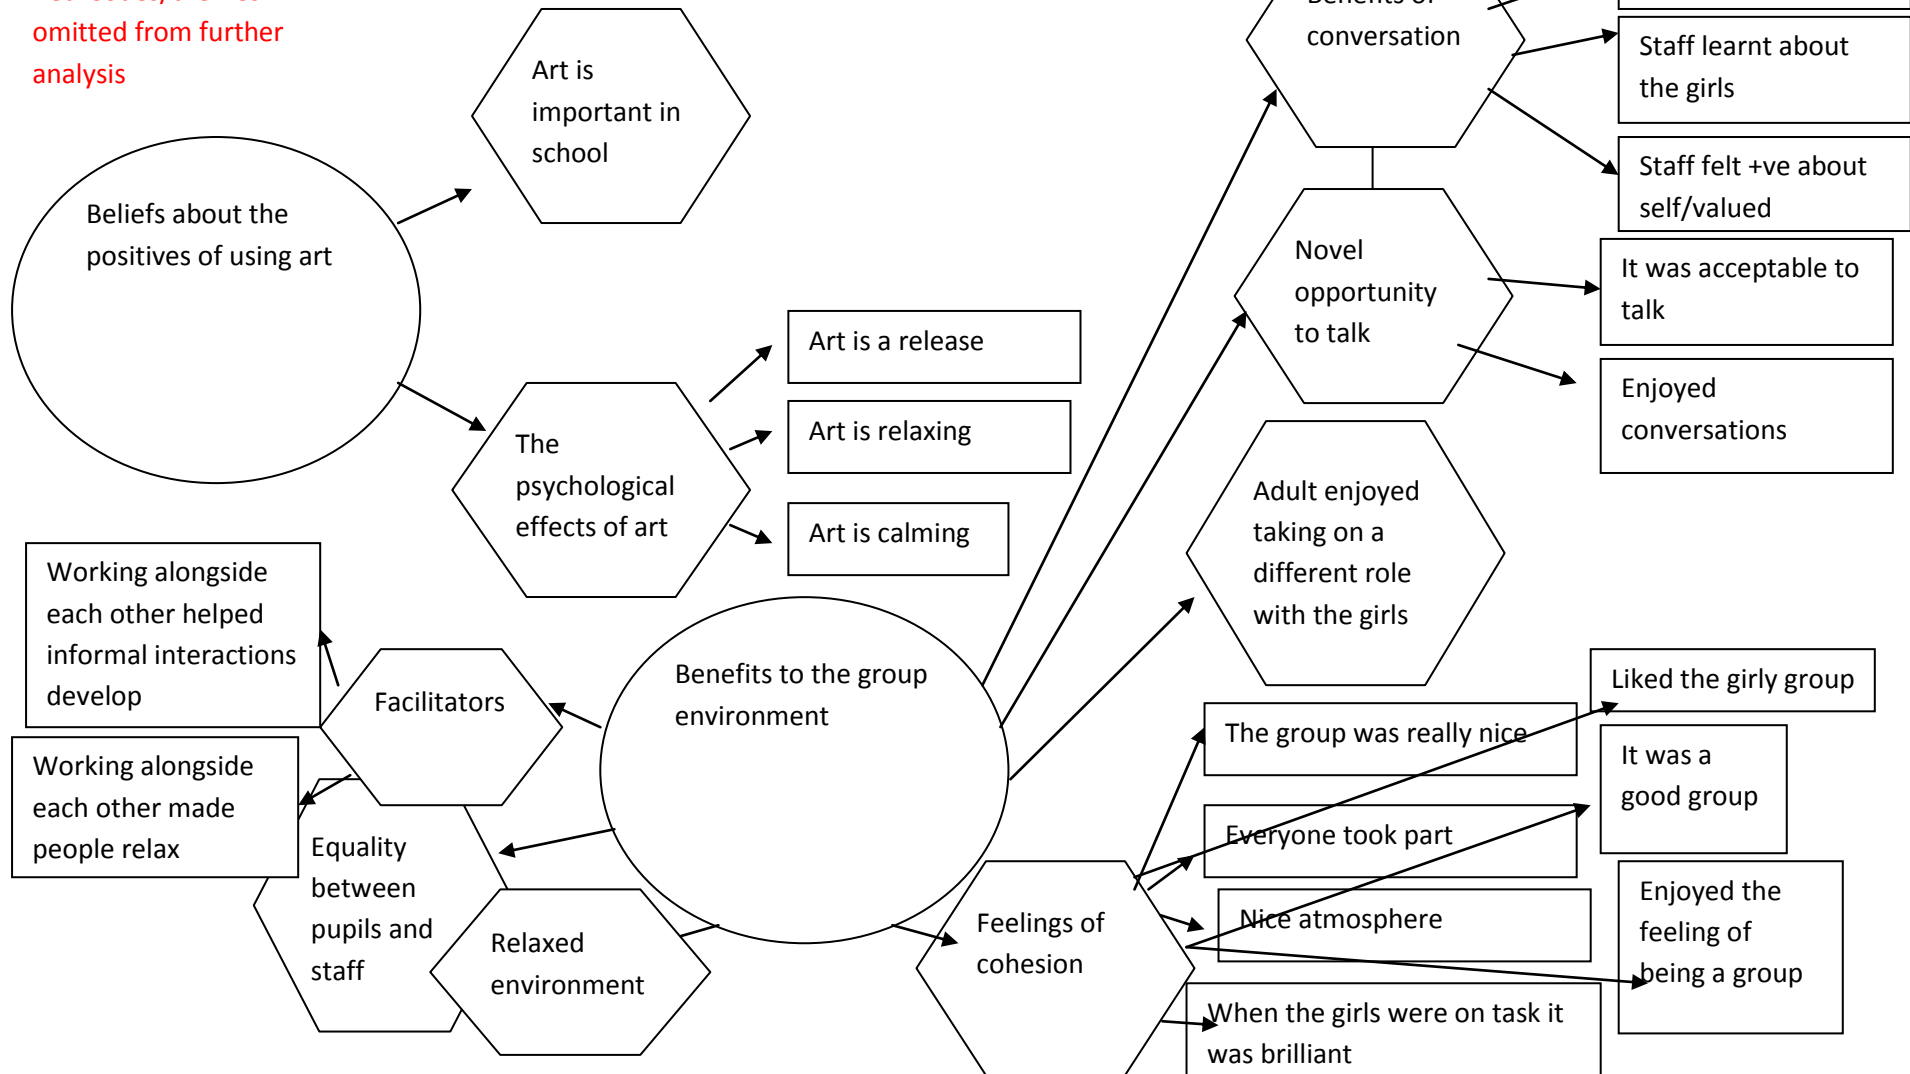 omitted from further
analysis
Art is
important in
school
Beliefs about the
positives of using art
The
psychological
effects of art
Art is a release
Art is relaxing
Art is calming
conversation
Staff learnt about
the girls
Staff felt +ve about
self/valued
Novel
opportunity
to talk
It was acceptable to
talk
Enjoyed
conversations
Adult enjoyed
taking on a
different role
with the girls
Working alongside
each other helped
informal interactions
develop
Facilitators
Working alongside
each other made
people relax
Equality
between
pupils and
staff
Relaxed
environment
Benefits to the group
environment
Feelings of
cohesion
The group was really nice
Everyone took part
Nice atmosphere
When the girls were on task it
was brilliant
Liked the girly group
It was a
good group
Enjoyed the
feeling of
being a group